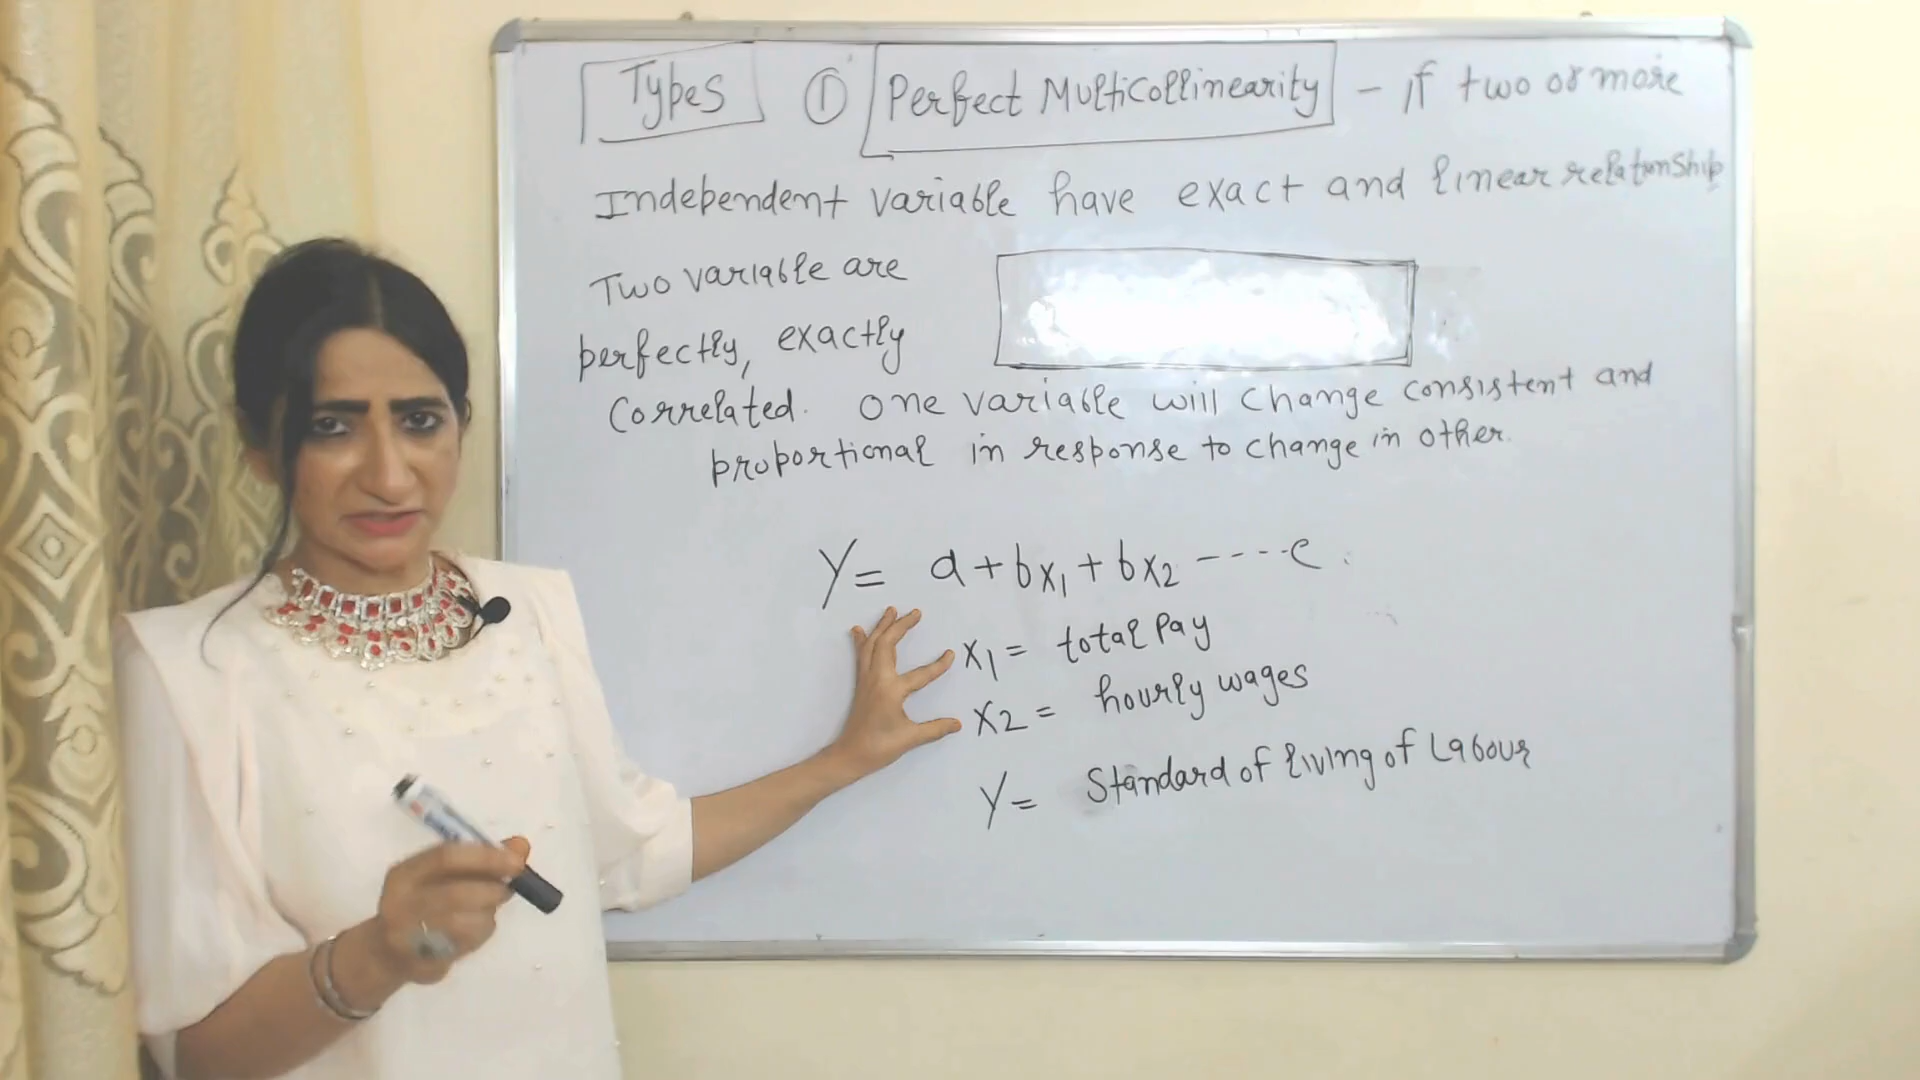 Types ① Perfect Multicollinearity - if two or more
Independent variable have exact and linear relationship
Two variable are
perfectly, exactly
Correlated. one variable will change consistent and
proportional in response to change in other.
Y = a + bx₁ + bx₂ ----e
x₁ = total pay
x2 = hourly wages
Y = Standard of living of Labour